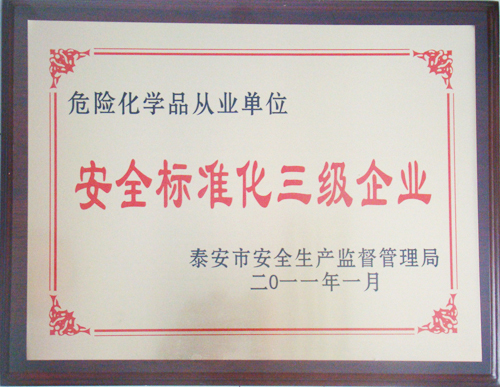 危险化学品从业单位
安全标准化三级企业
泰安市安全生产监督管理局
二0一一年一月